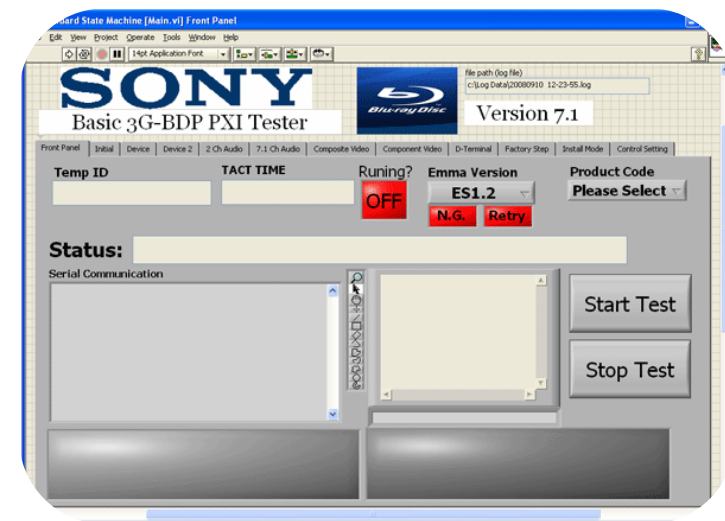 dard State Machine [Main.vi] Front Panel
Edit View Project Operate Tools Window Help
14pt Application Font
SONY
Basic 3G-BDP PXI Tester
Blu-ray Disc
file path (log file)
c:\Log Data\20080910 12-23-55.log
Version 7.1
Front Panel Initial Device Device 2 2 Ch Audio 7.1 Ch Audio Composite Video Component Video D-Terminal Factory Step Install Mode Control Setting
Temp ID
TACT TIME
Runing?
OFF
Emma Version
ES1.2
N.G. Retry
Product Code
Please Select
Status:
Serial Communication
Start Test
Stop Test